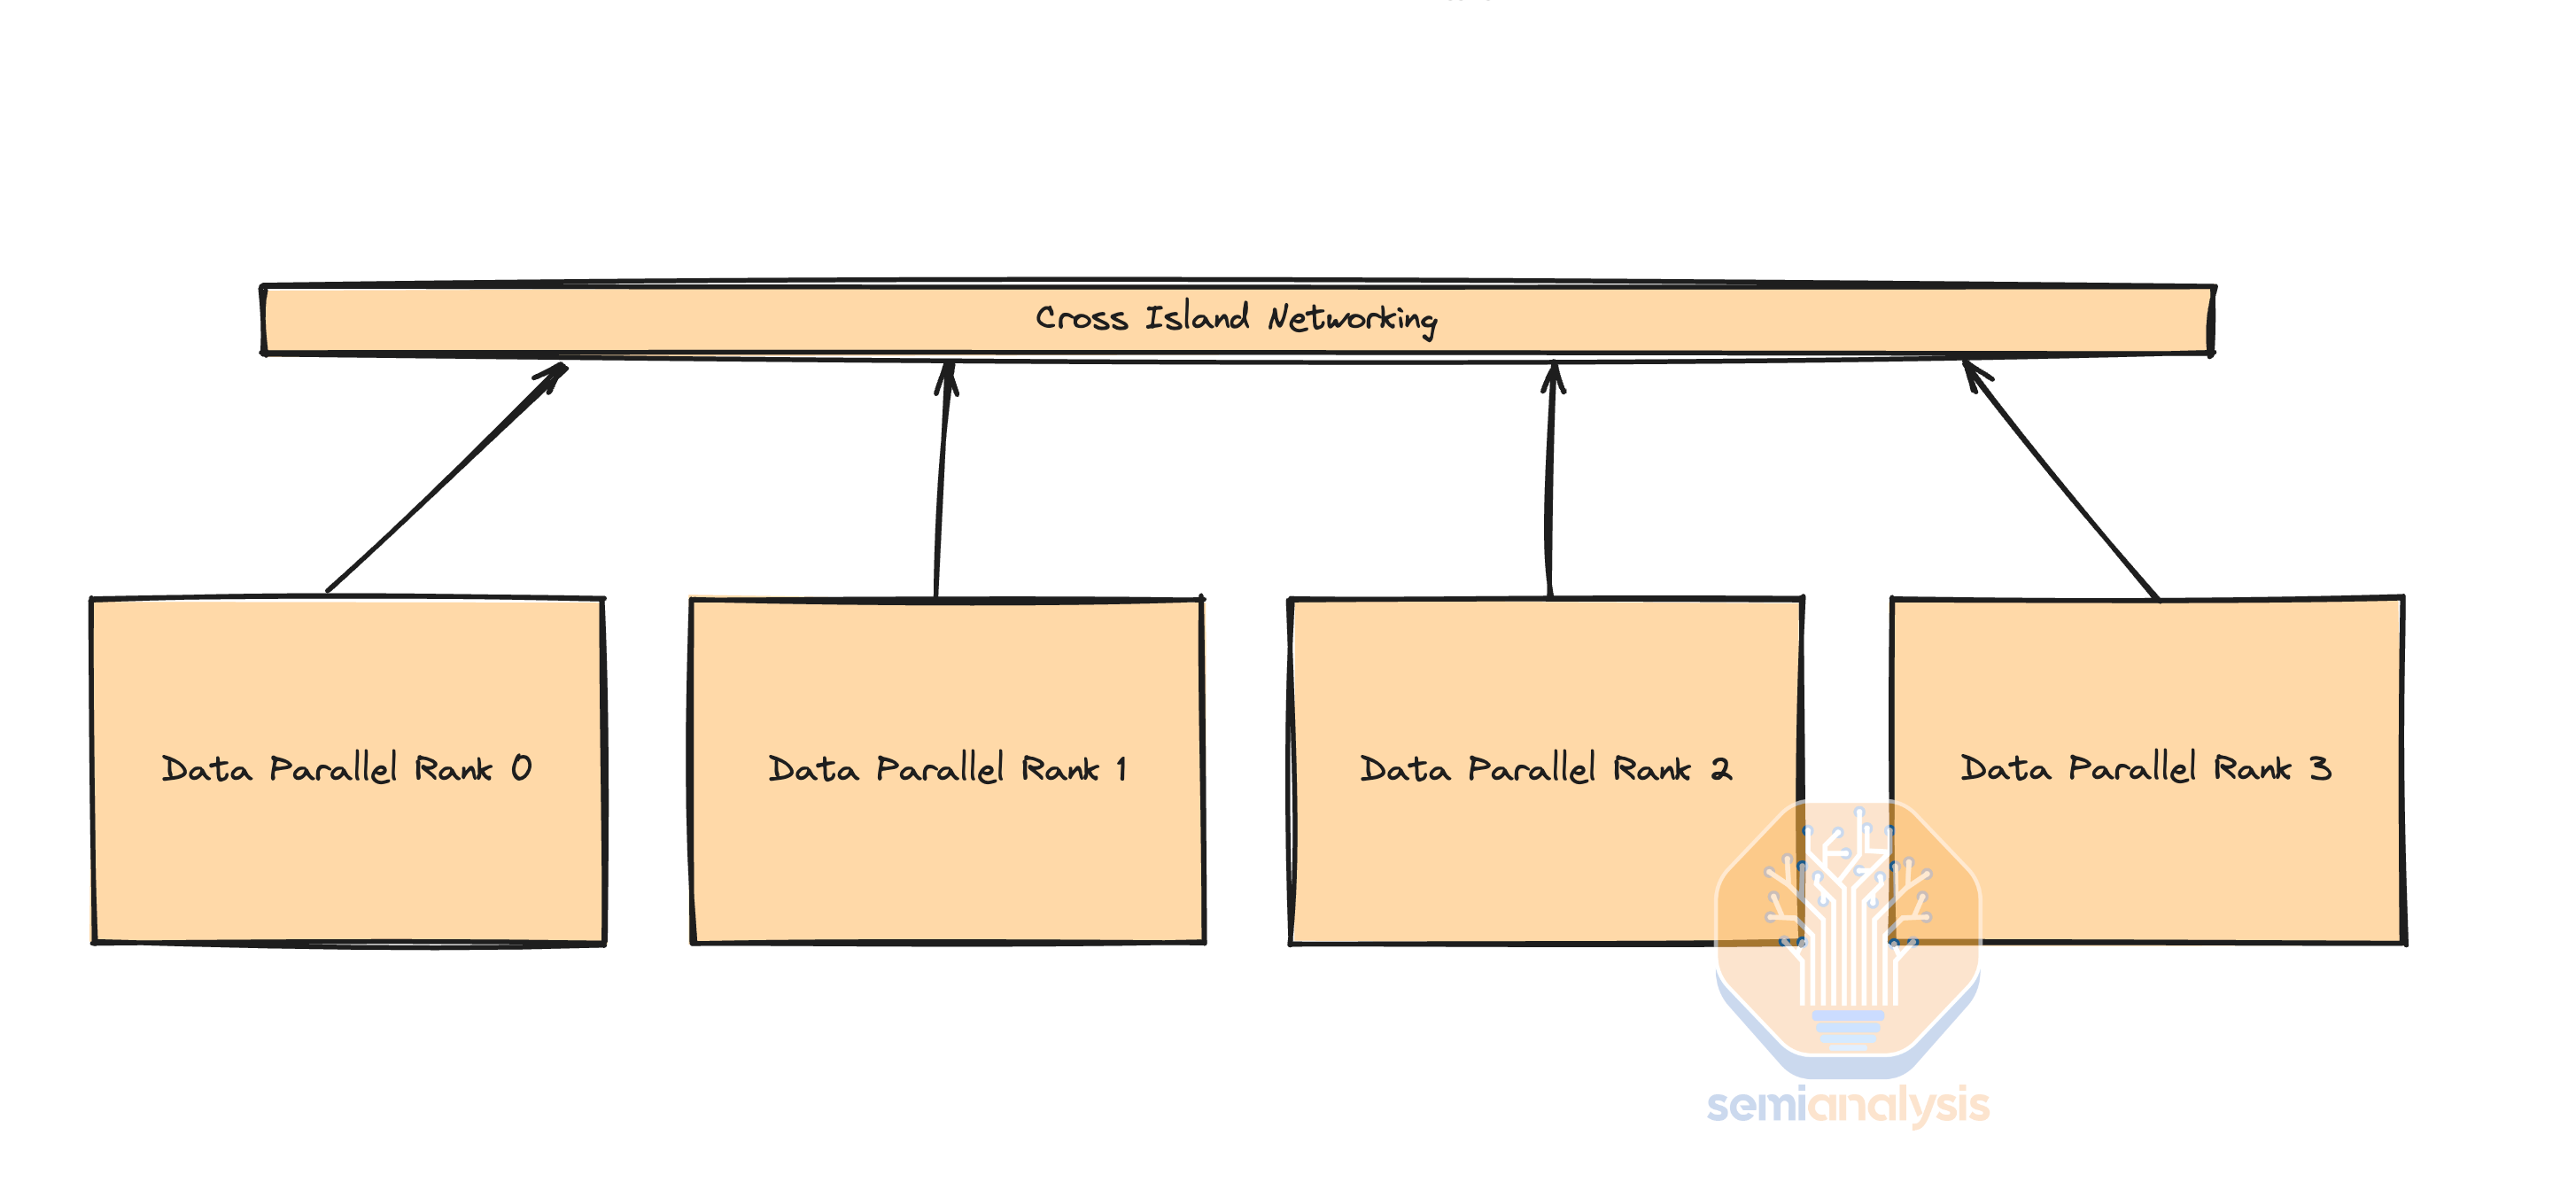 Cross Island Networking
Data Parallel Rank 0
Data Parallel Rank 1
Data Parallel Rank 2
Data Parallel Rank 3
semianalysis